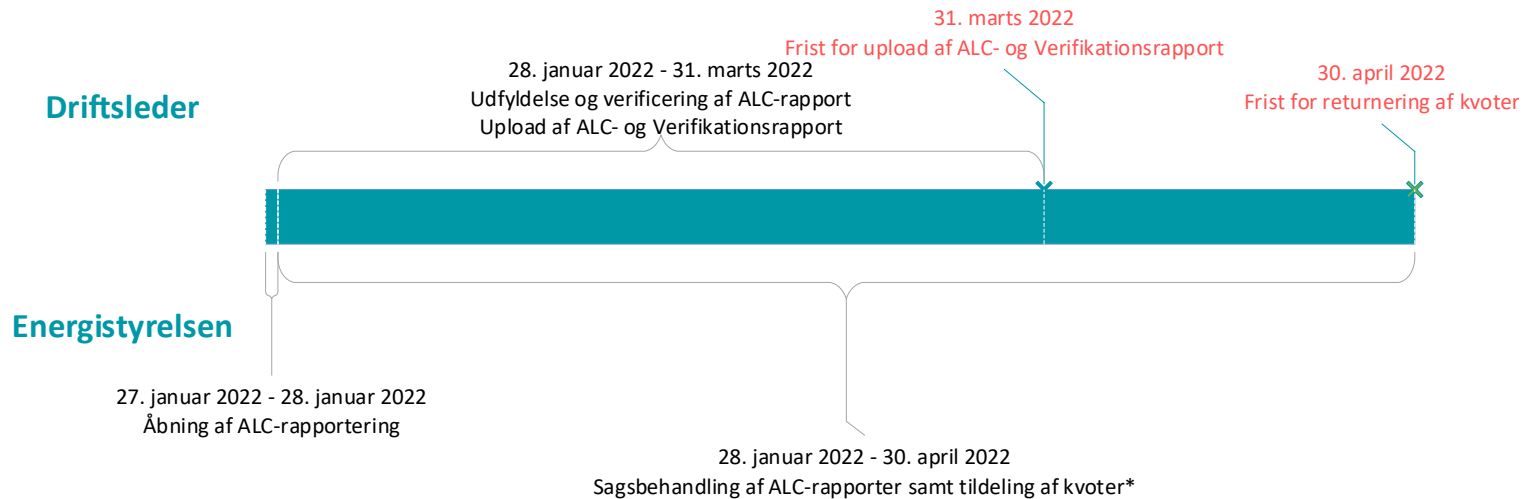 31. marts 2022
Frist for upload af ALC- og Verifikationsrapport
28. januar 2022 - 31. marts 2022
Udfyldelse og verificering af ALC-rapport
Upload af ALC- og Verifikationsrapport
30. april 2022
Frist for returnering af kvoter
Driftsleder
Energistyrelsen
27. januar 2022 - 28. januar 2022
Åbning af ALC-rapportering
28. januar 2022 - 30. april 2022
Sagsbehandling af ALC-rapporter samt tildeling af kvoter*